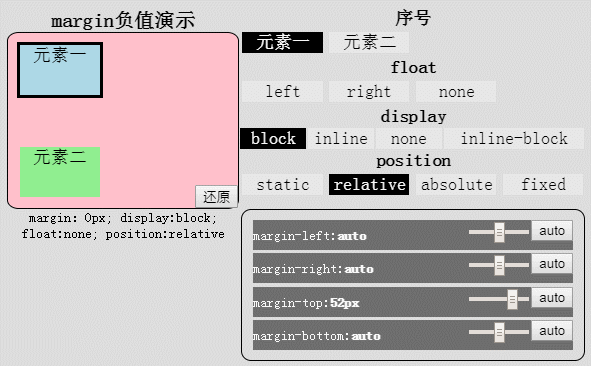 margin负值演示
元素一
元素二
还原
margin: 0px; display:block;
float:none; position:relative
序号
元素一 元素二
float
left right none
display
block inline none inline-block
position
static relative absolute fixed
margin-left:auto auto
margin-right:auto auto
margin-top:52px auto
margin-bottom:auto auto